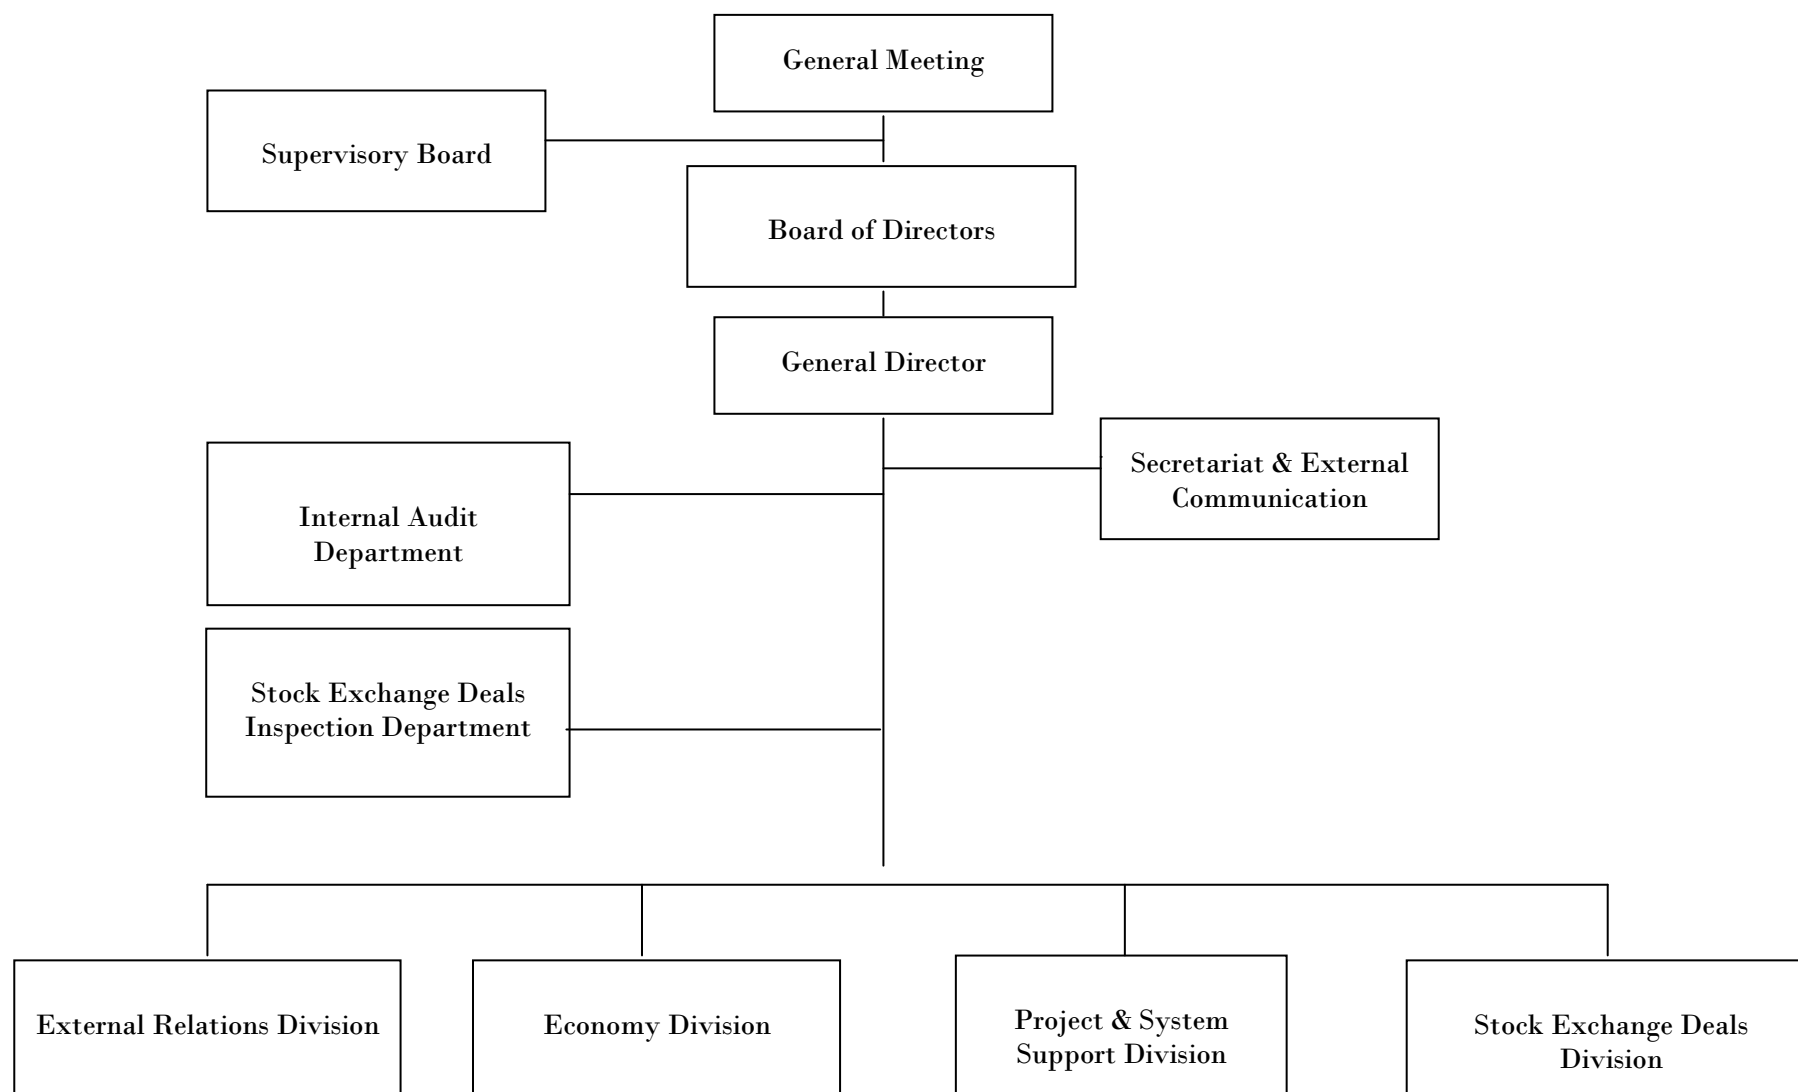 General Meeting
Supervisory Board
Board of Directors
General Director
Secretariat & External
Communication
Internal Audit
Department
Stock Exchange Deals
Inspection Department
External Relations Division
Economy Division
Project & System
Support Division
Stock Exchange Deals
Division